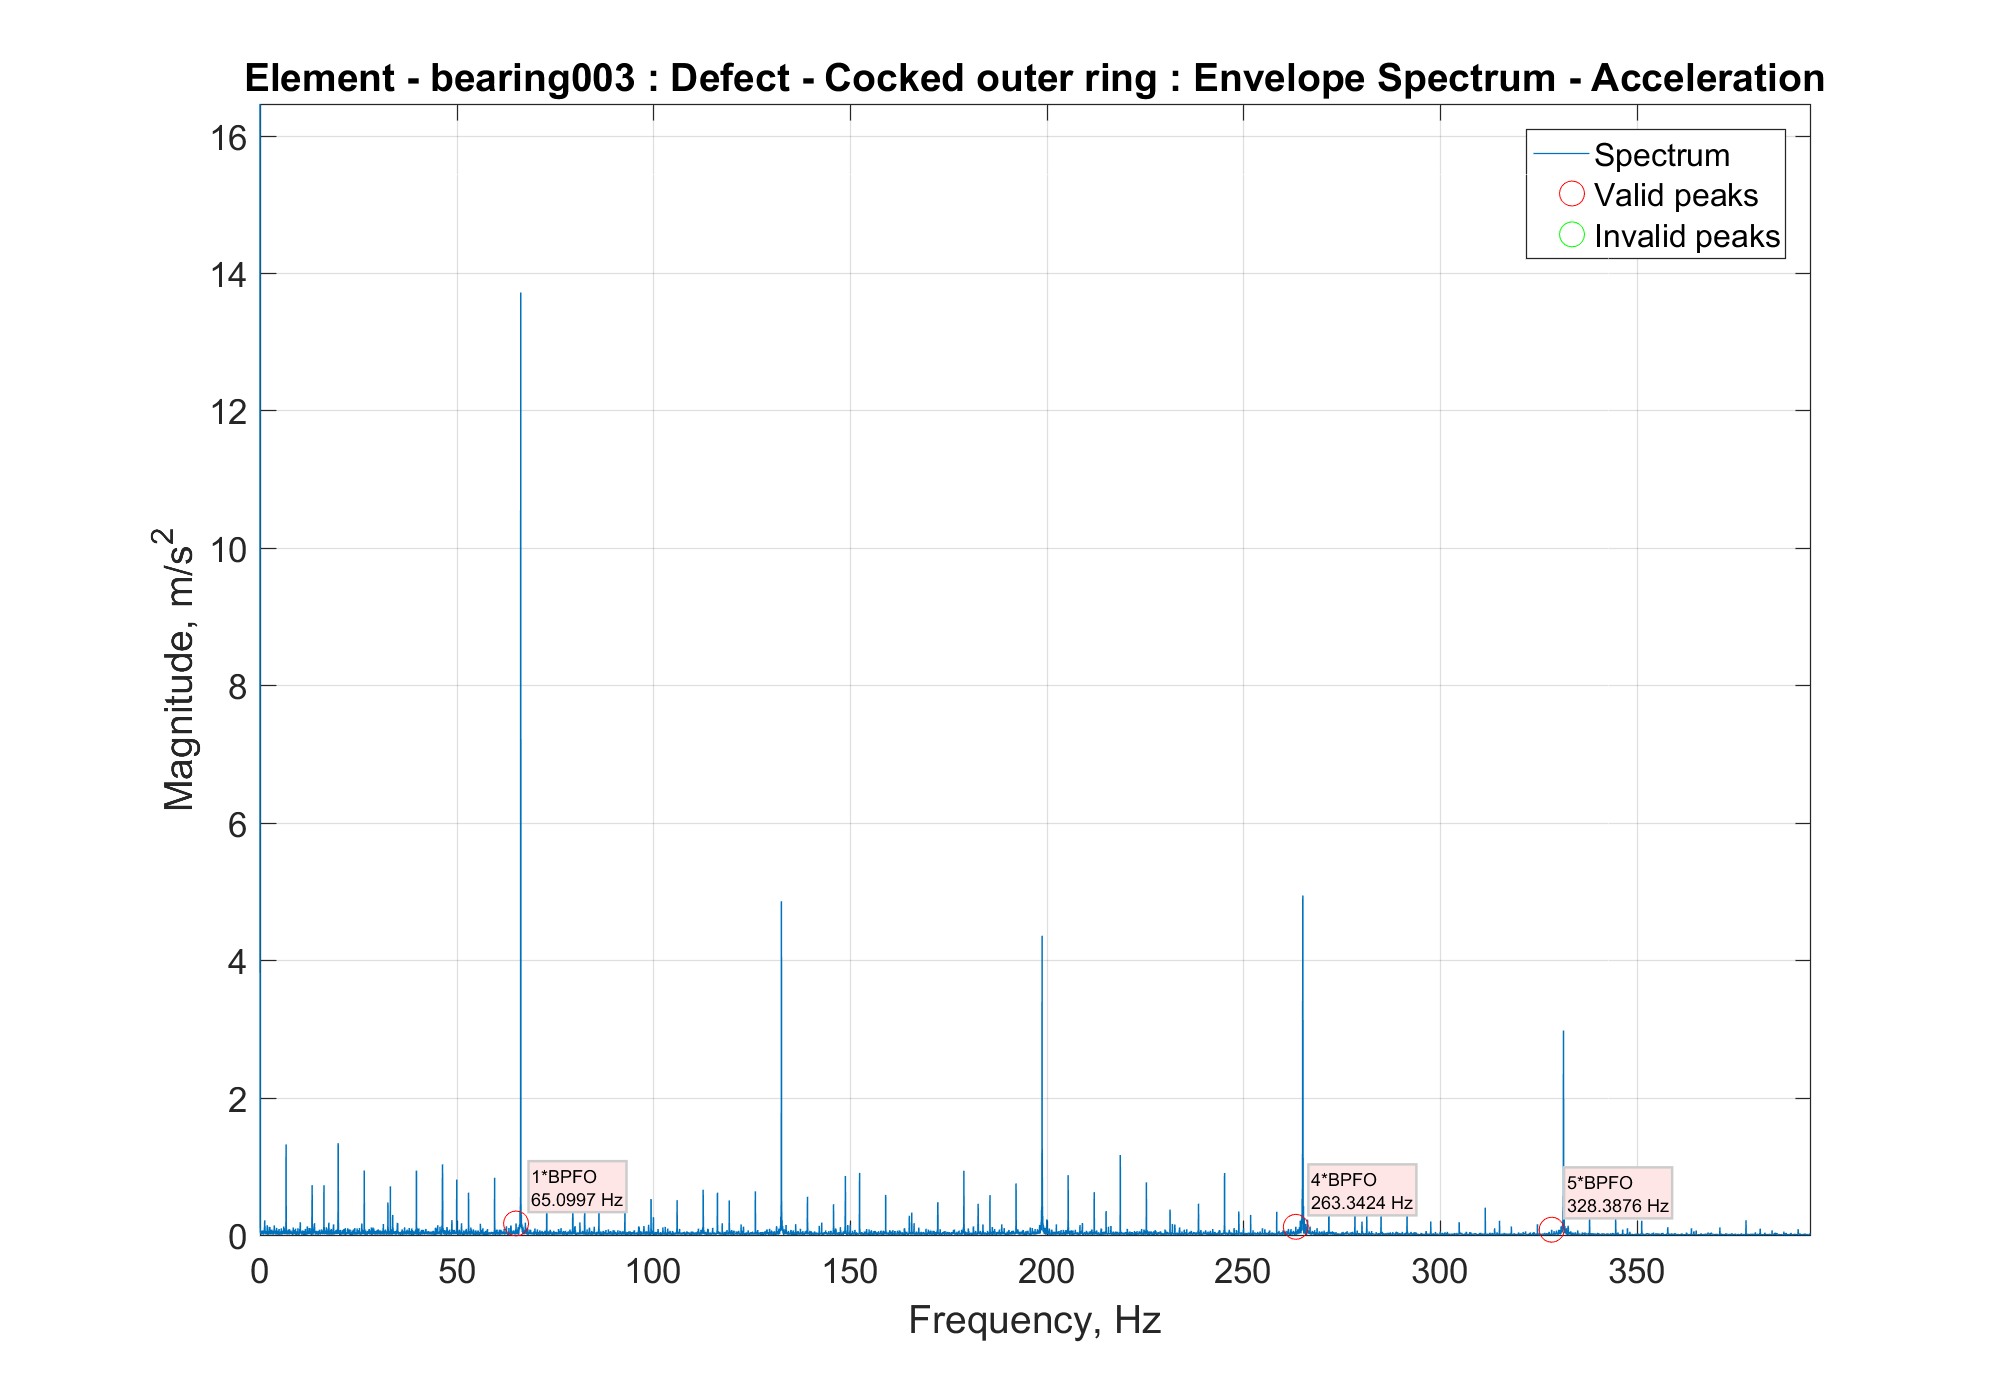 Element - bearing003 : Defect - Cocked outer ring : Envelope Spectrum - Acceleration
Spectrum
Valid peaks
Invalid peaks
16
14
12
10
8
6
4
2
0
Magnitude, m/s²
1*BPFO
65.0997 Hz
4*BPFO
263.3424 Hz
5*BPFO
328.3876 Hz
0 50 100 150 200 250 300 350
Frequency, Hz